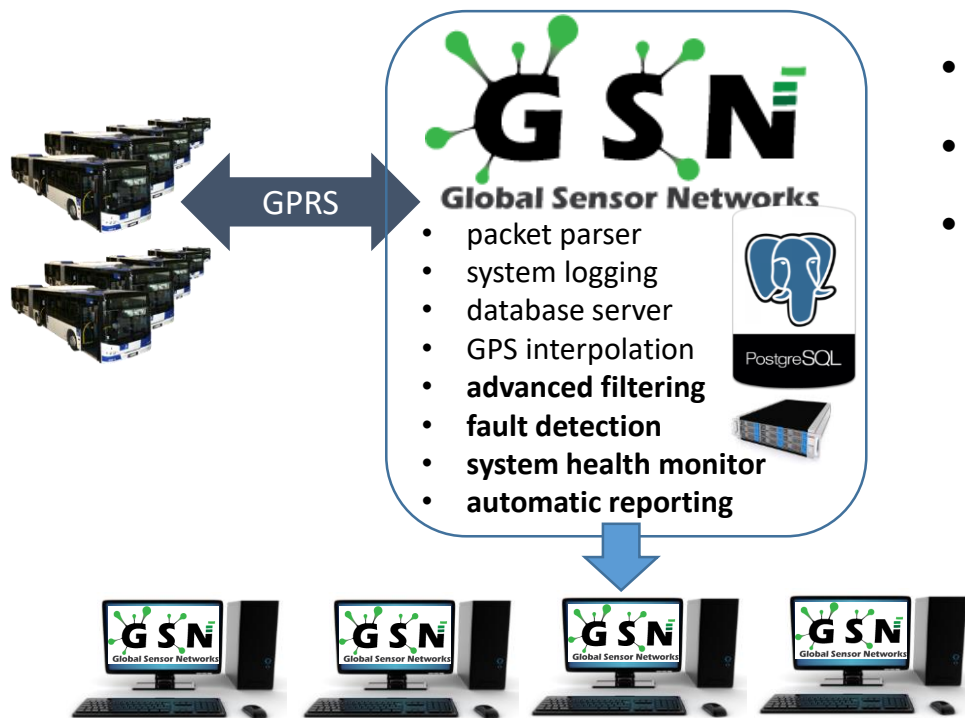 GSN
Global Sensor Networks
GPRS
• packet parser
• system logging
• database server
• GPS interpolation
• advanced filtering
• fault detection
• system health monitor
• automatic reporting
PostgreSQL
•
•
•
GSN
Global Sensor Networks
GSN
Global Sensor Networks
GSN
Global Sensor Networks
GSN
Global Sensor Networks